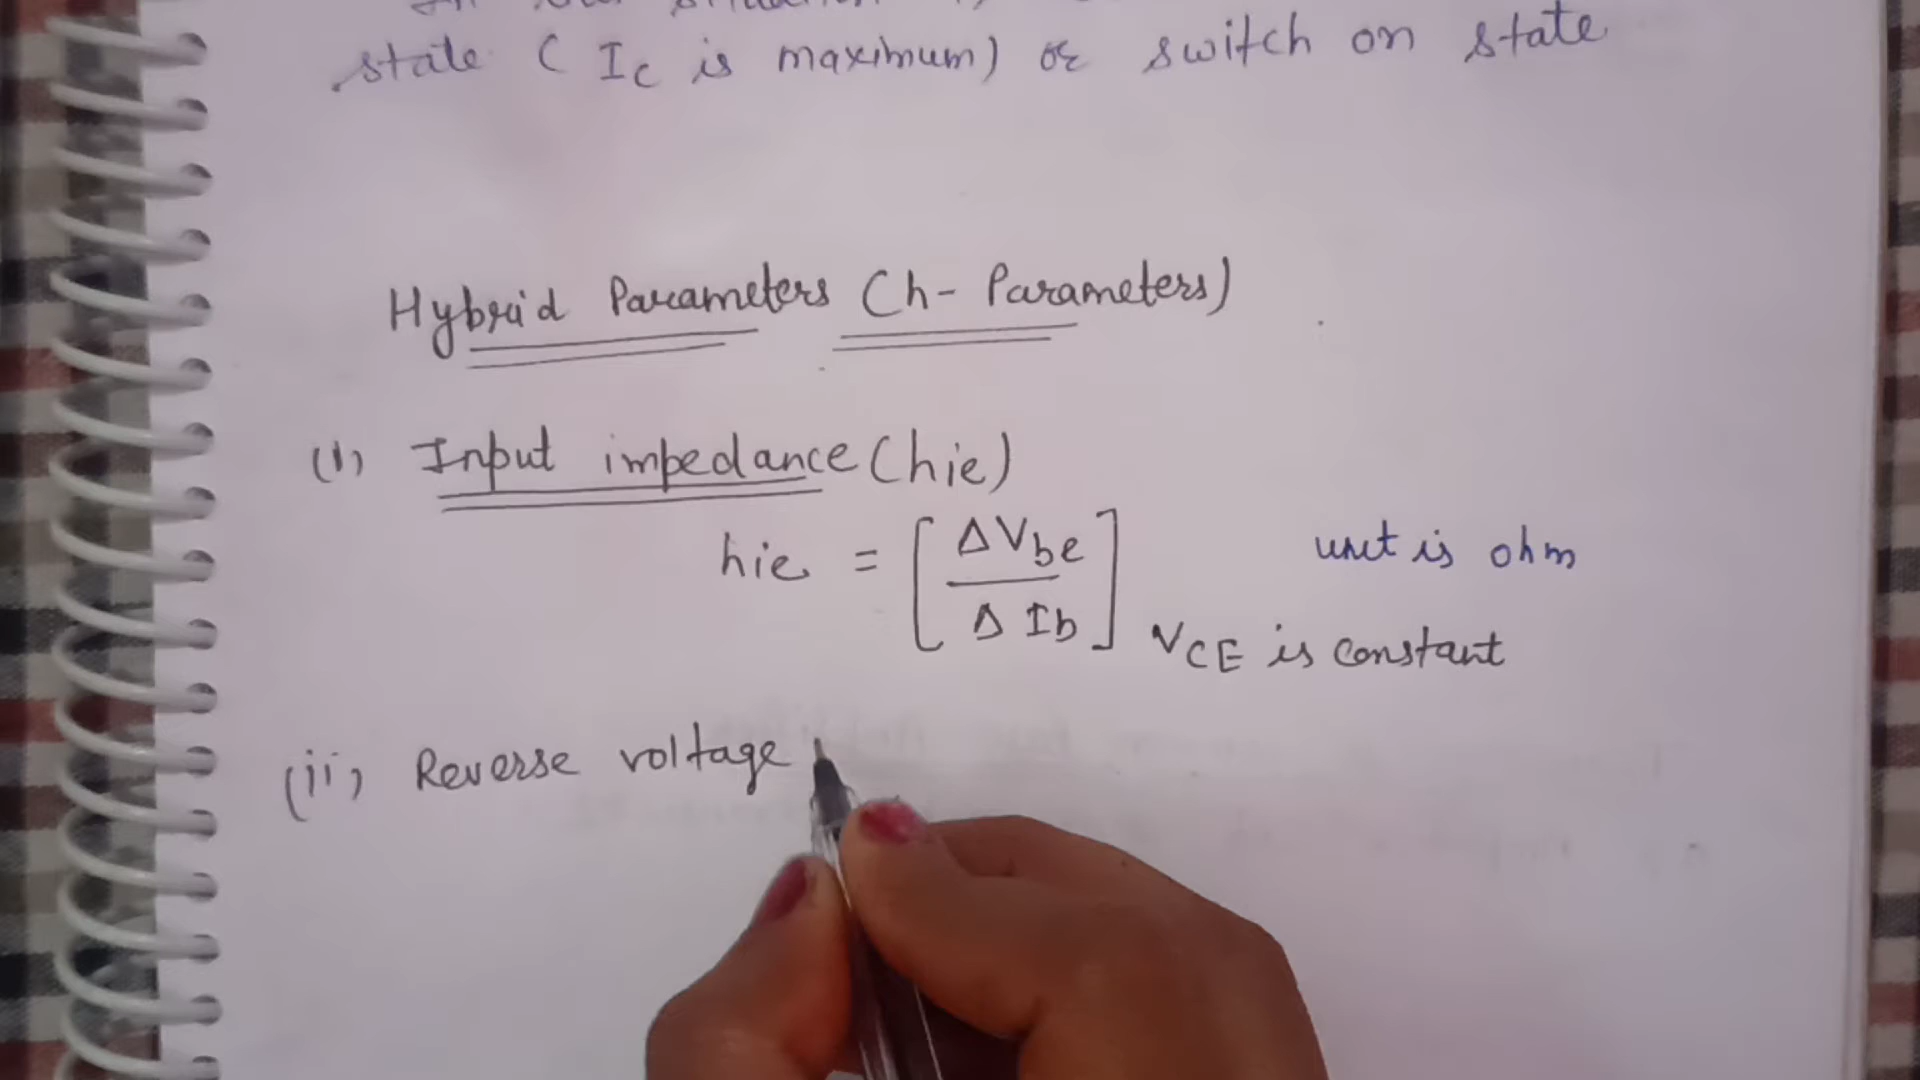 state ( IC is maximum) or switch on state
Hybrid Parameters (h- Parameters)
(i) Input impedance (hie)
hie = [ΔVbe / Δ Ib] VCE is constant
unit is ohm
(ii) Reverse voltage